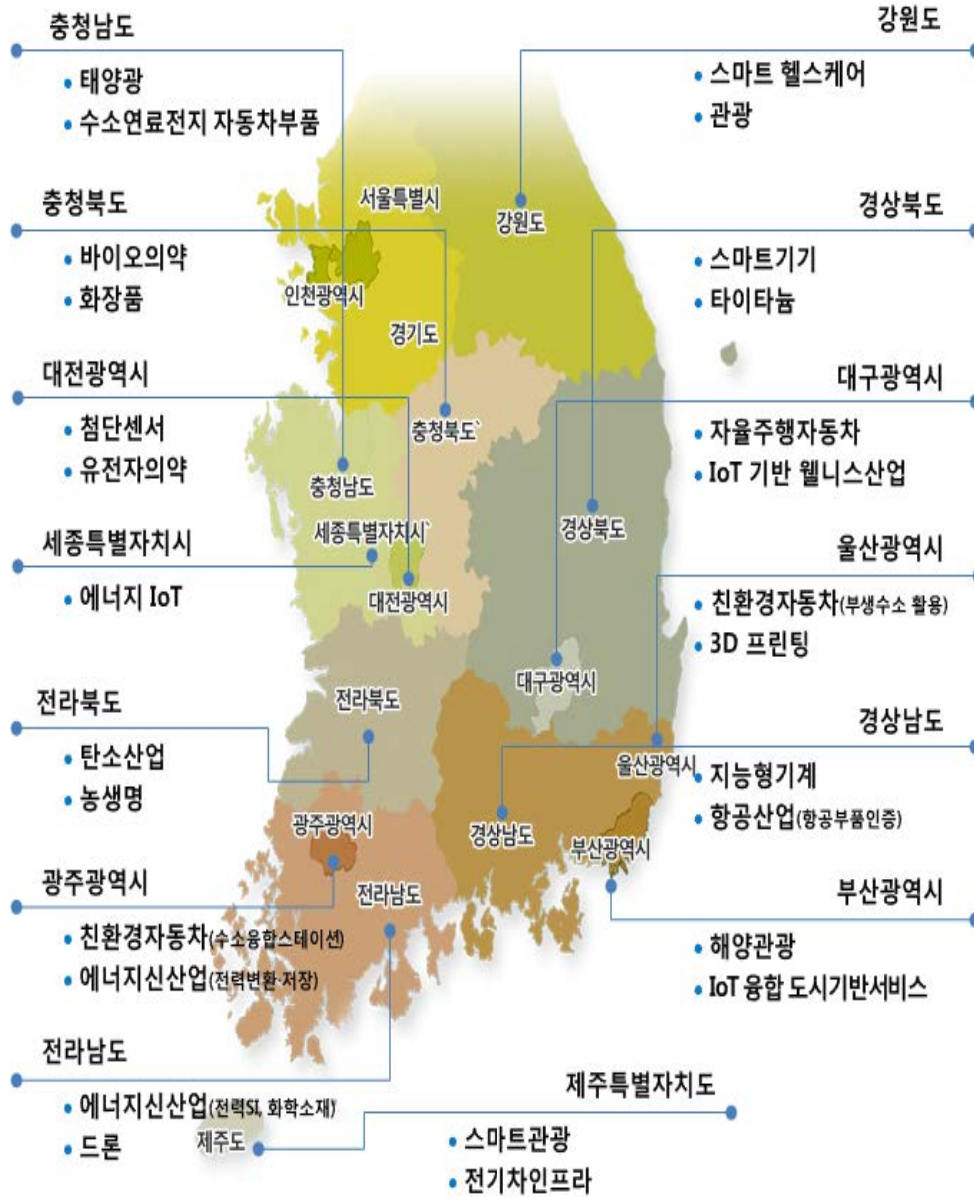 충청남도
• 태양광
• 수소연료전지 자동차부품
충청북도
• 바이오의약
• 화장품
대전광역시
• 첨단센서
• 유전자의약
세종특별자치시
• 에너지 IoT
전라북도
• 탄소산업
• 농생명
광주광역시
• 친환경자동차(수소융합스테이션)
• 에너지신산업(전력변환·저장)
전라남도
• 에너지신산업(전력SI, 화학소재)
• 드론
강원도
• 스마트 헬스케어
• 관광
경상북도
• 스마트기기
• 타이타늄
대구광역시
• 자율주행자동차
• IoT 기반 웰니스산업
울산광역시
• 친환경자동차(부생수소 활용)
• 3D 프린팅
경상남도
• 지능형기계
• 항공산업(항공부품인증)
부산광역시
• 해양관광
• IoT 융합 도시기반서비스
제주특별자치도
• 스마트관광
• 전기차인프라
서울특별시
강원도
인천광역시
경기도
충청북도`
충청남도
세종특별자치시`
경상북도
대전광역시
대구광역시
전라북도
울산광역시
광주광역시
경상남도
부산광역시
전라남도
제주도